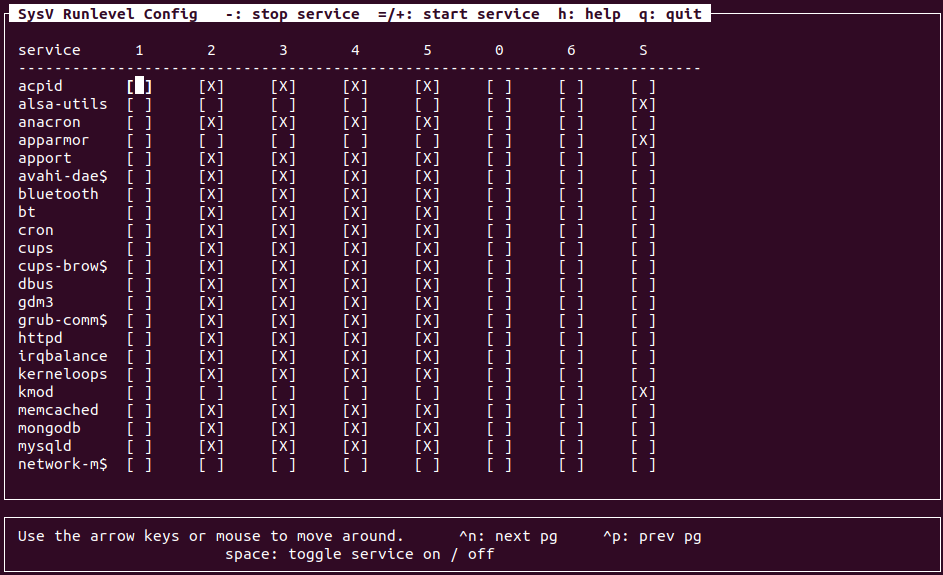 SysV Runlevel Config   -: stop service  =/+: start service  h: help  q: quit
service      1       2       3       4       5       0       6       S
----------------------------------------------------------------------------
acpid       [ ]     [X]     [X]     [X]     [X]     [ ]     [ ]     [ ]
alsa-utils  [ ]     [ ]     [ ]     [ ]     [ ]     [ ]     [ ]     [X]
anacron     [ ]     [X]     [X]     [X]     [X]     [ ]     [ ]     [ ]
apparmor    [ ]     [ ]     [ ]     [ ]     [ ]     [ ]     [ ]     [X]
apport      [ ]     [X]     [X]     [X]     [X]     [ ]     [ ]     [ ]
avahi-dae$  [ ]     [X]     [X]     [X]     [X]     [ ]     [ ]     [ ]
bluetooth   [ ]     [X]     [X]     [X]     [X]     [ ]     [ ]     [ ]
bt          [ ]     [X]     [X]     [X]     [X]     [ ]     [ ]     [ ]
cron        [ ]     [X]     [X]     [X]     [X]     [ ]     [ ]     [ ]
cups        [ ]     [X]     [X]     [X]     [X]     [ ]     [ ]     [ ]
cups-brow$  [ ]     [X]     [X]     [X]     [X]     [ ]     [ ]     [ ]
dbus        [ ]     [X]     [X]     [X]     [X]     [ ]     [ ]     [ ]
gdm3        [ ]     [X]     [X]     [X]     [X]     [ ]     [ ]     [ ]
grub-comm$  [ ]     [X]     [X]     [X]     [X]     [ ]     [ ]     [ ]
httpd       [ ]     [X]     [X]     [X]     [X]     [ ]     [ ]     [ ]
irqbalance  [ ]     [X]     [X]     [X]     [X]     [ ]     [ ]     [ ]
kerneloops  [ ]     [X]     [X]     [X]     [X]     [ ]     [ ]     [ ]
kmod        [ ]     [ ]     [ ]     [ ]     [ ]     [ ]     [ ]     [X]
memcached   [ ]     [X]     [X]     [X]     [X]     [ ]     [ ]     [ ]
mongodb     [ ]     [X]     [X]     [X]     [X]     [ ]     [ ]     [ ]
mysqld      [ ]     [X]     [X]     [X]     [X]     [ ]     [ ]     [ ]
network-m$  [ ]     [ ]     [ ]     [ ]     [ ]     [ ]     [ ]     [ ]
Use the arrow keys or mouse to move around.      ^n: next pg     ^p: prev pg
space: toggle service on / off